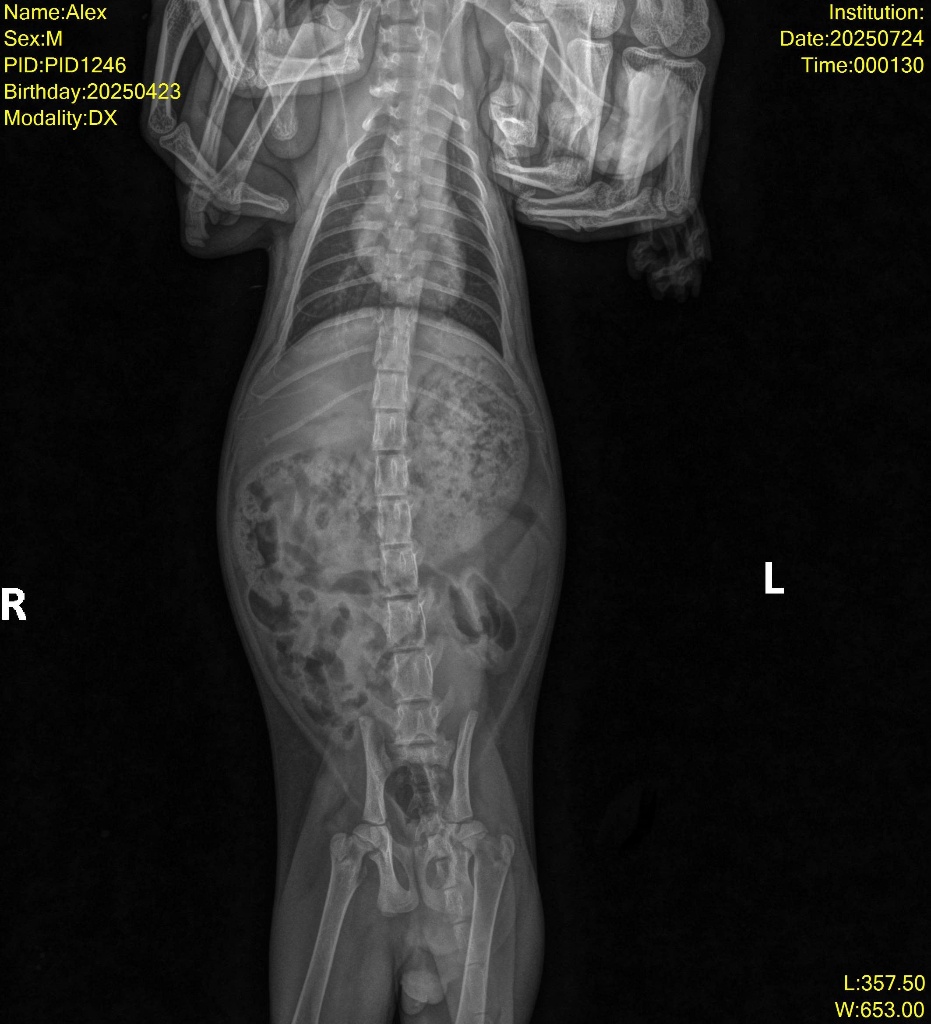 Name:Alex
Sex:M
PID:PID1246
Birthday:20250423
Modality:DX
Institution:
Date:20250724
Time:000130
R
L
L:357.50
W:653.00